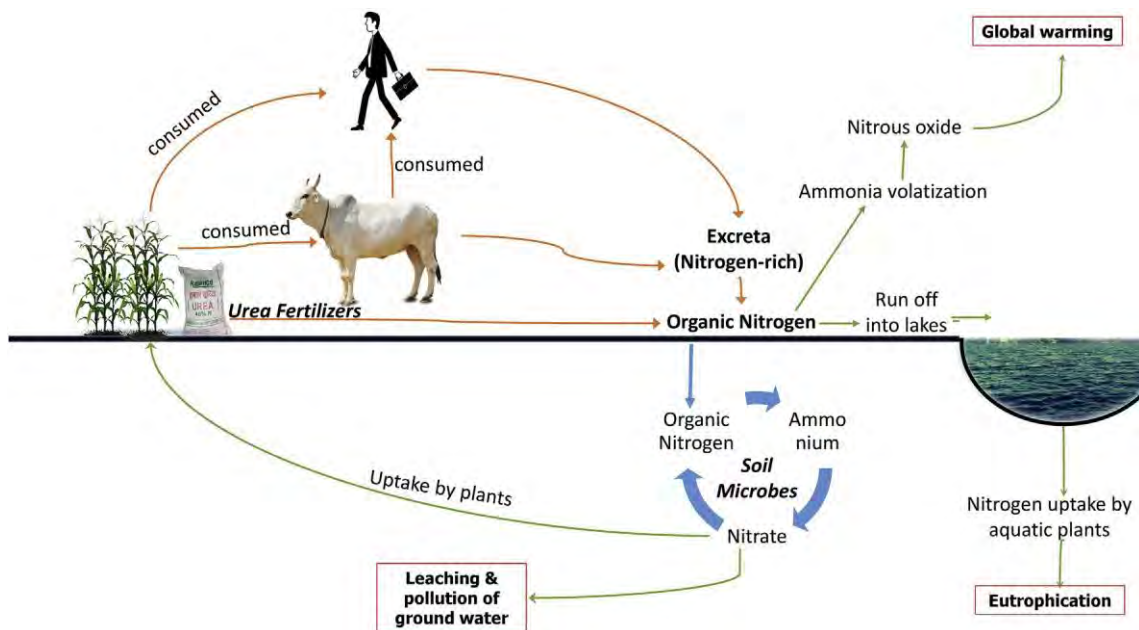 Global warming
consumed
Nitrous oxide
consumed
Ammonia volatization
consumed
Excreta
(Nitrogen-rich)
UREA
Urea Fertilizers
Organic Nitrogen
Run off
into lakes
Organic
Nitrogen
Ammo
nium
Soil
Microbes
Uptake by plants
Nitrate
Nitrogen uptake by
aquatic plants
Leaching &
pollution of
ground water
Eutrophication